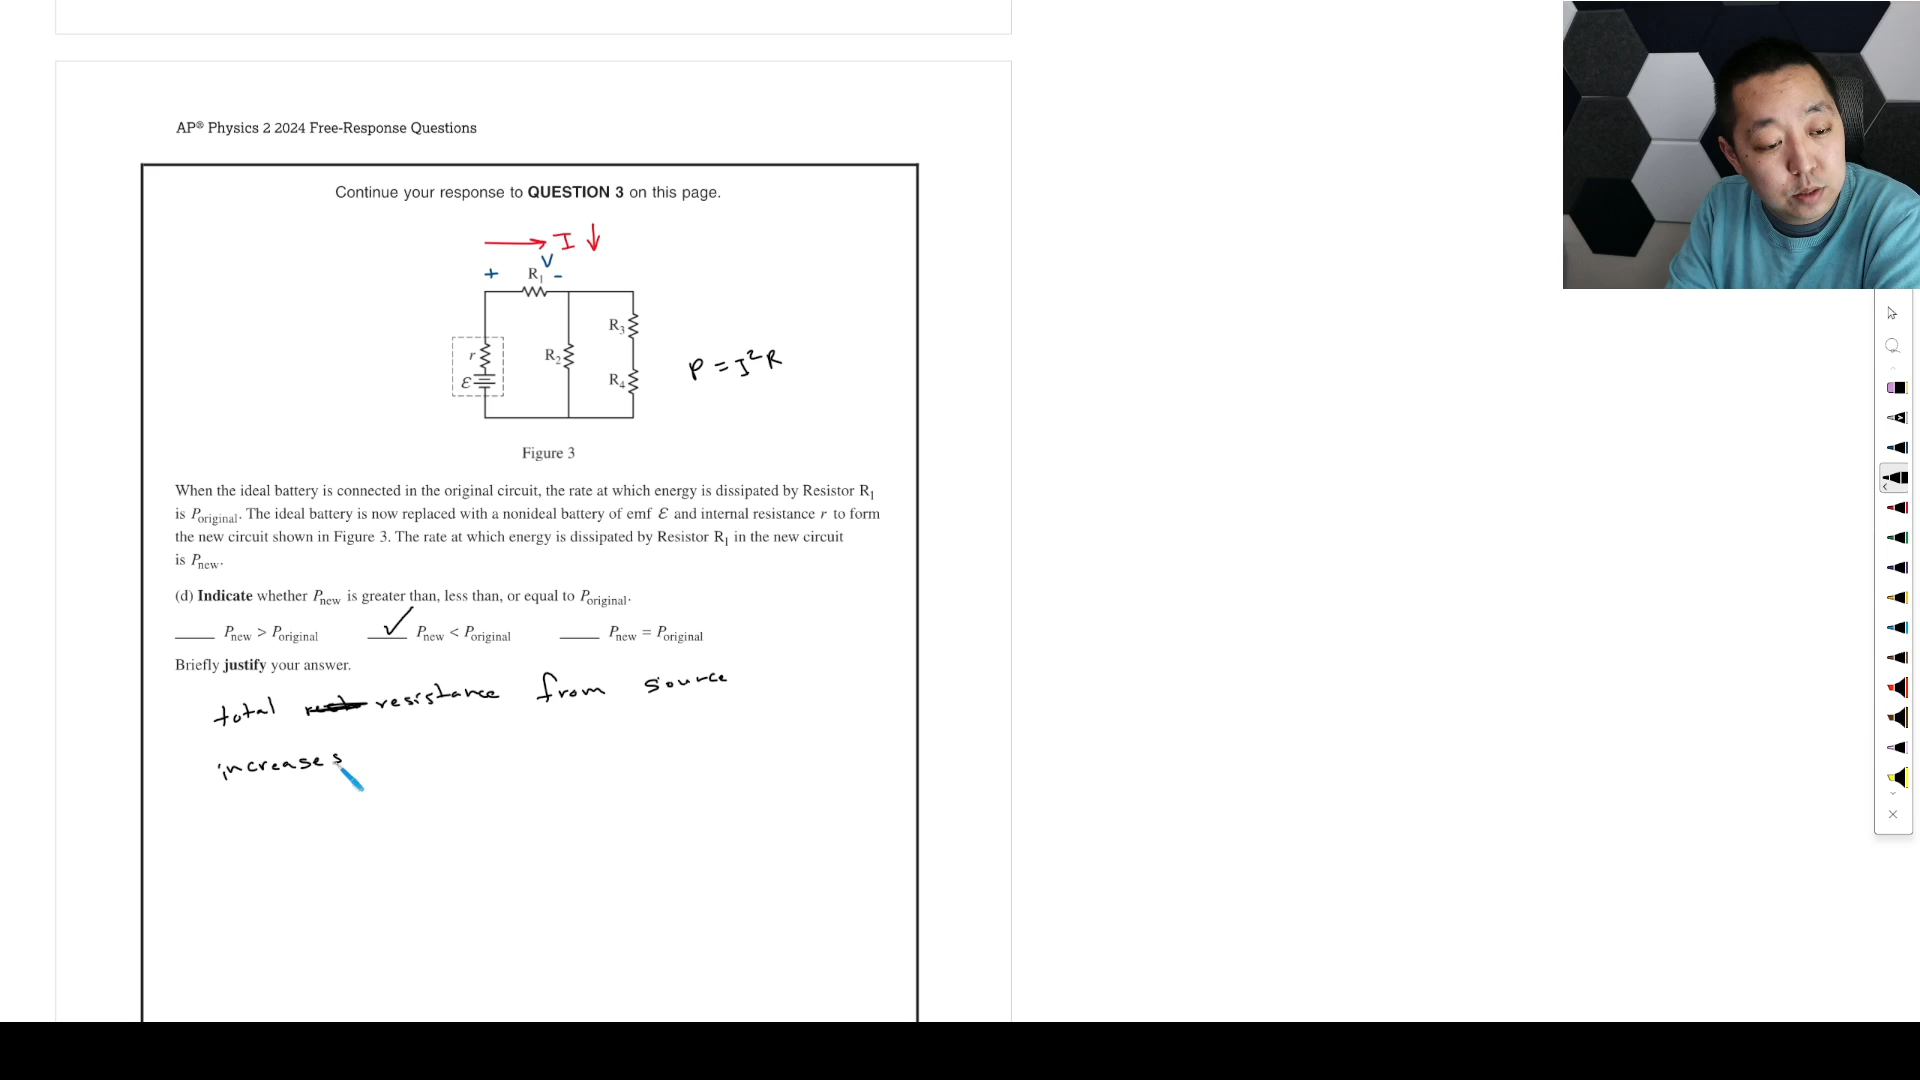 AP® Physics 2 2024 Free-Response Questions
Continue your response to QUESTION 3 on this page.
I ↓
V
+ R1 -
R3
r R2
ℰ R4
P = I²R
Figure 3
When the ideal battery is connected in the original circuit, the rate at which energy is dissipated by Resistor R1
is Poriginal. The ideal battery is now replaced with a nonideal battery of emf ℰ and internal resistance r to form
the new circuit shown in Figure 3. The rate at which energy is dissipated by Resistor R1 in the new circuit
is Pnew.
(d) Indicate whether Pnew is greater than, less than, or equal to Poriginal.
____ Pnew > Poriginal ✓ Pnew < Poriginal ____ Pnew = Poriginal
Briefly justify your answer.
total resistance from source
increases